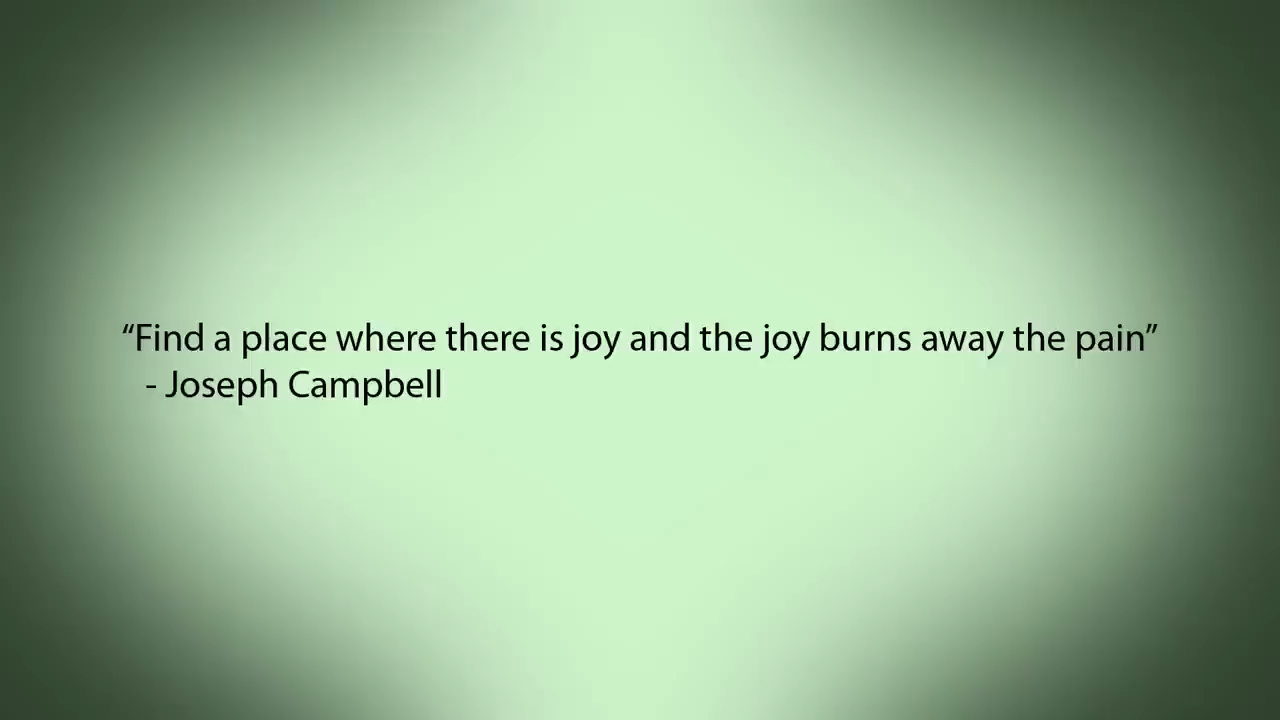 “Find a place where there is joy and the joy burns away the pain”
- Joseph Campbell